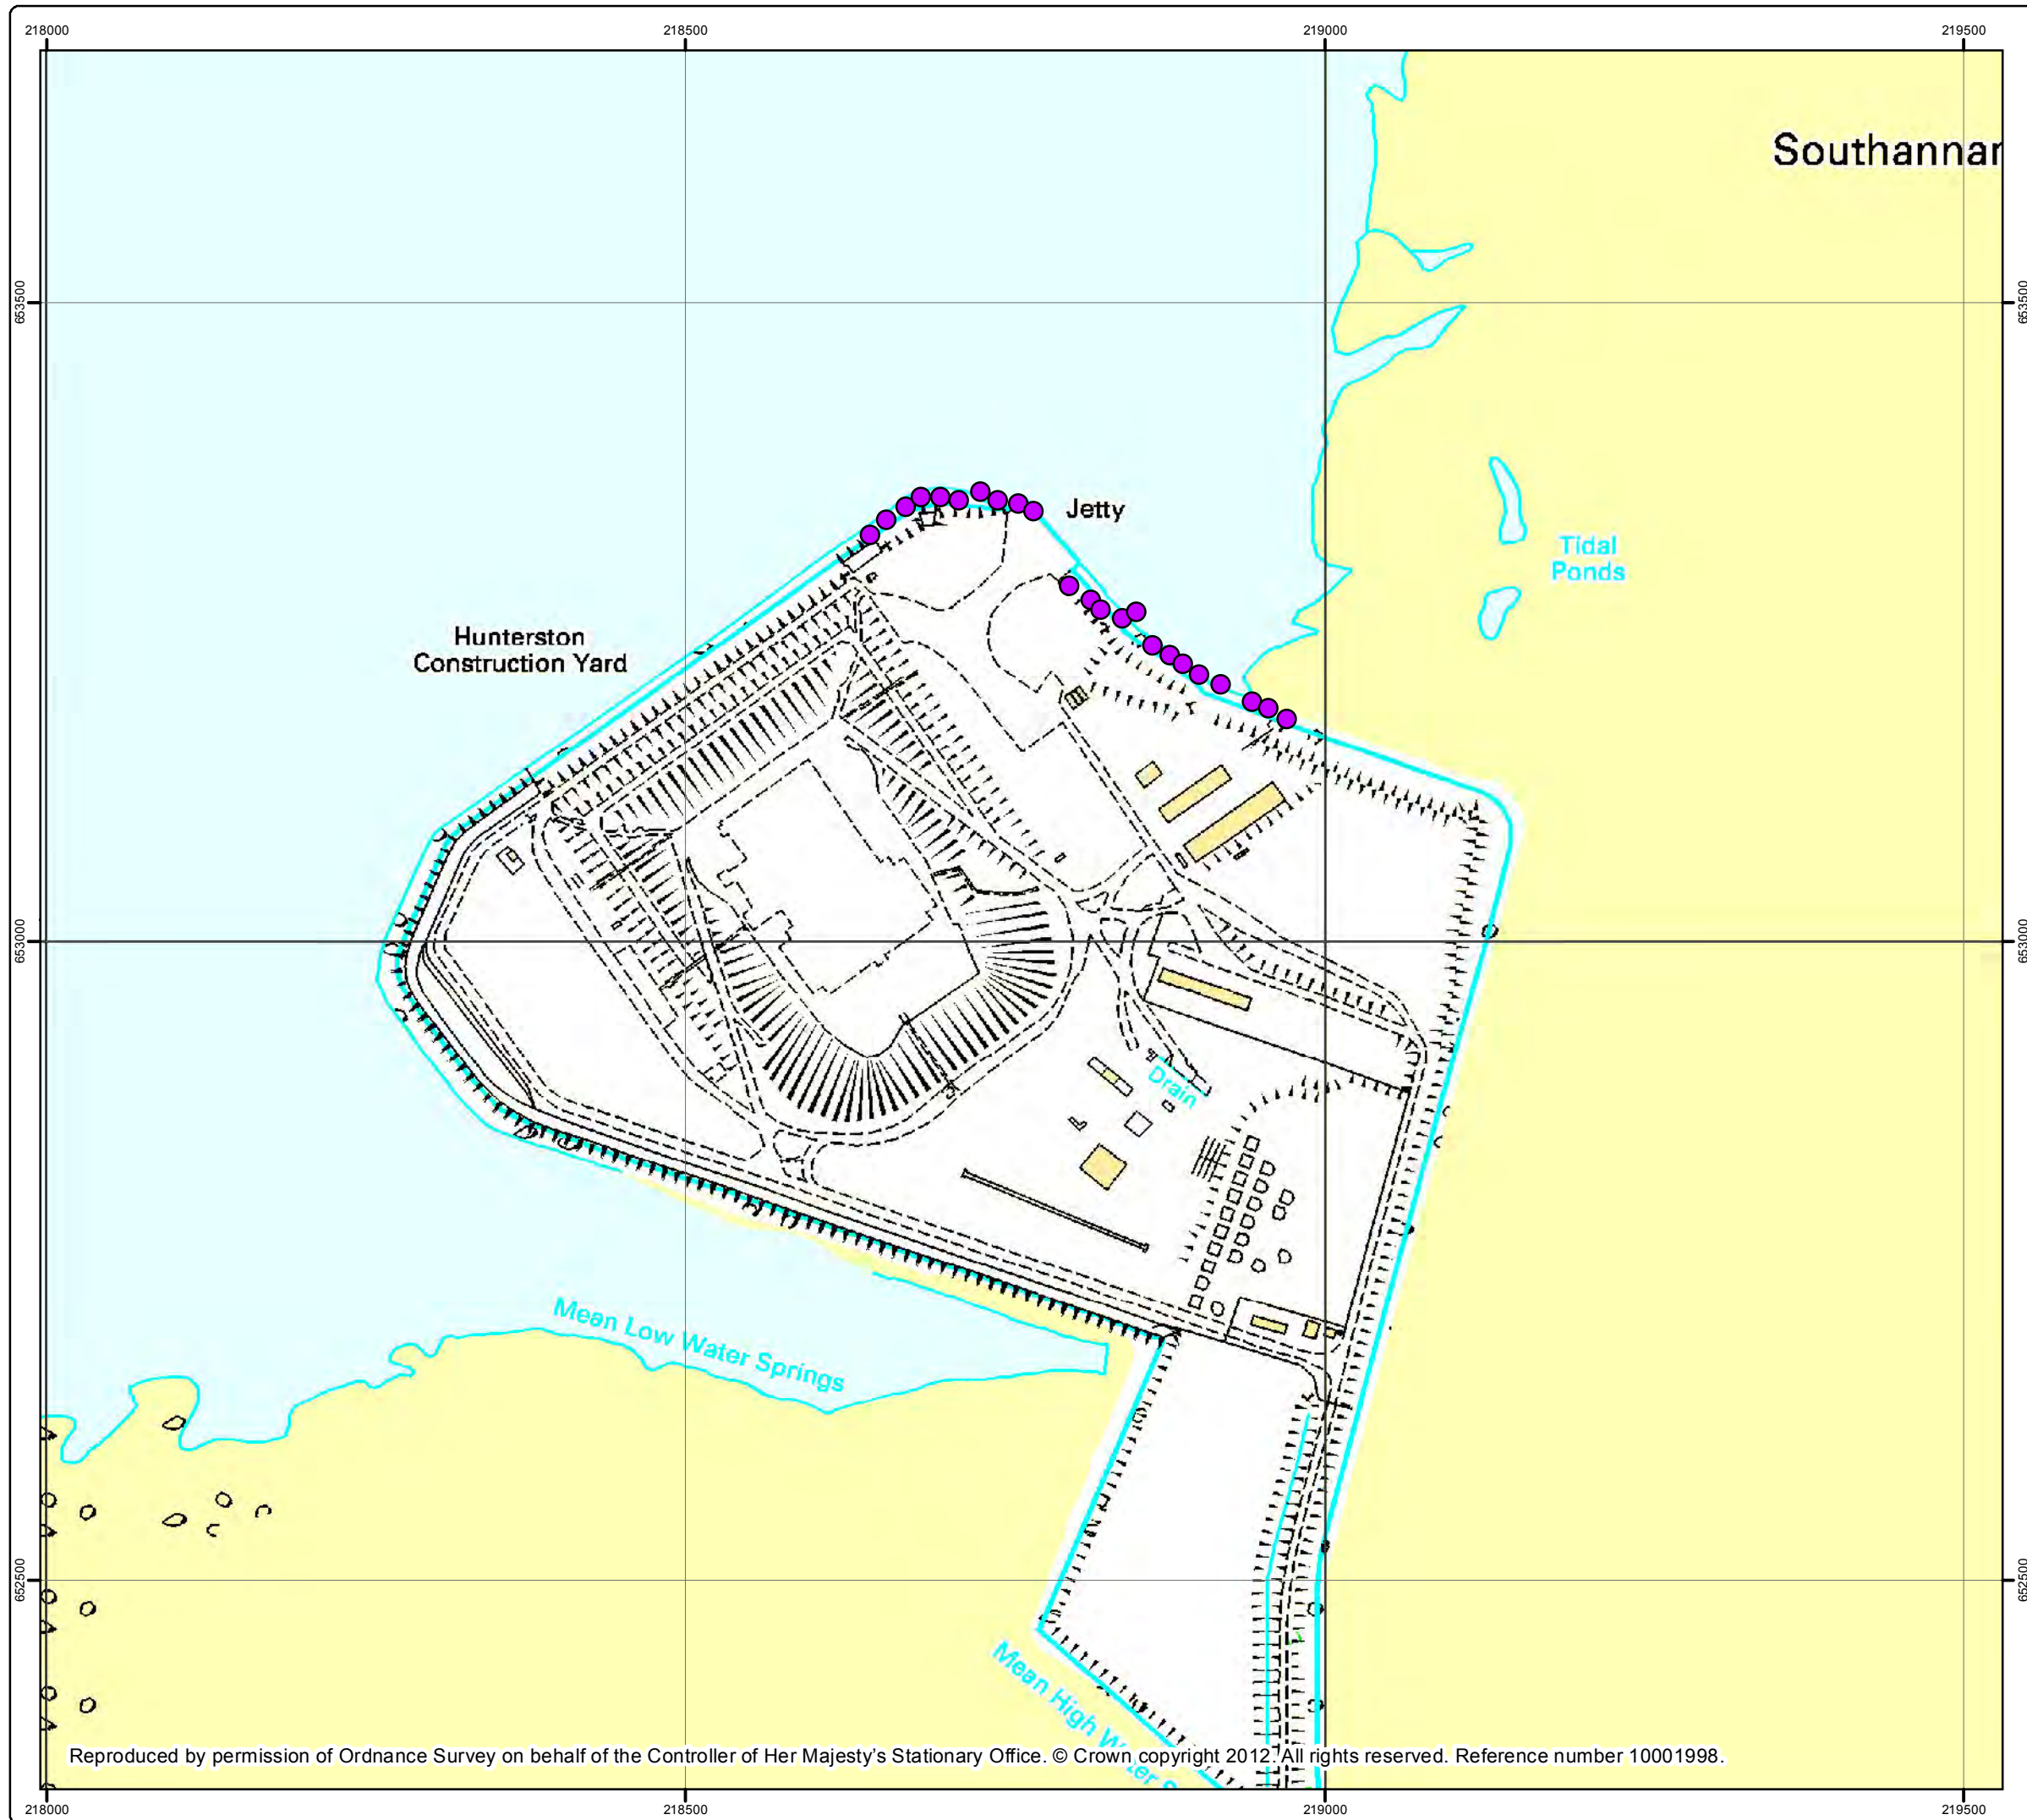 218000
218500
219000
219500
Southannan
653500
653500
Jetty
Tidal
Ponds
Hunterston
Construction Yard
653000
653000
Drain
Mean Low Water Springs
652500
652500
Mean High Water
Reproduced by permission of Ordnance Survey on behalf of the Controller of Her Majesty's Stationary Office. © Crown copyright 2012. All rights reserved. Reference number 10001998.
218000
218500
219000
219500